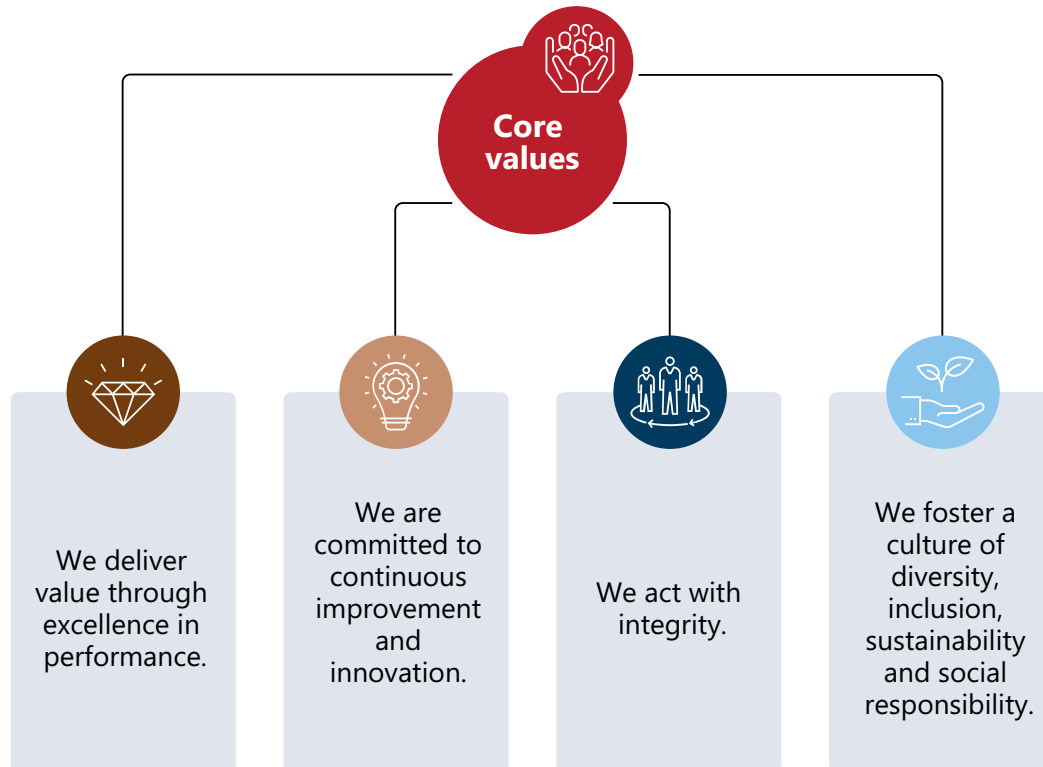 Core
values
We deliver
value through
excellence in
performance.
We are
committed to
continuous
improvement
and
innovation.
We act with
integrity.
We foster a
culture of
diversity,
inclusion,
sustainability
and social
responsibility.